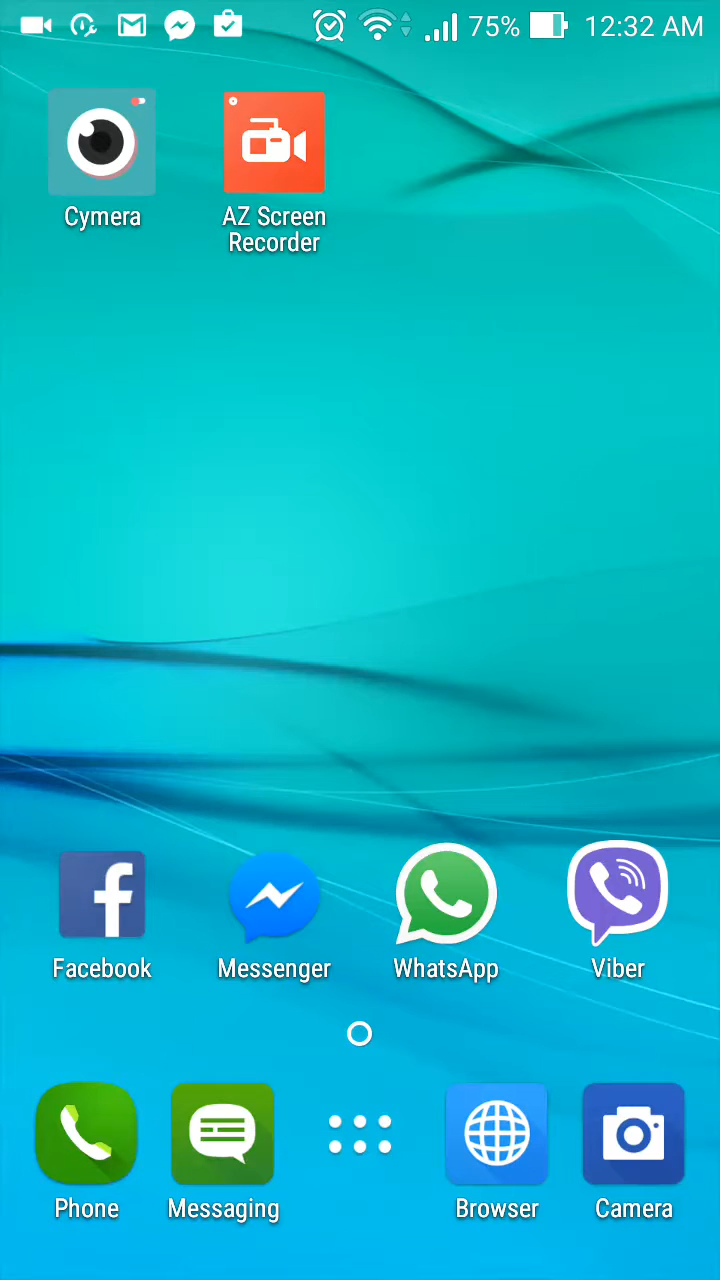 75% 12:32 AM
Cymera
AZ Screen
Recorder
Facebook
Messenger
WhatsApp
Viber
Phone
Messaging
Browser
Camera